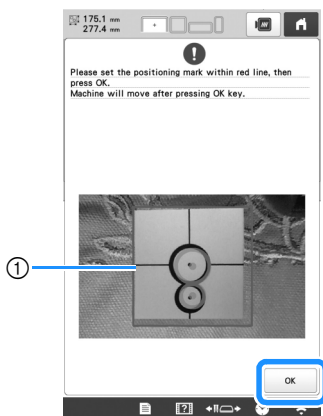 175.1 mm
277.4 mm
Please set the positioning mark within red line, then
press OK.
Machine will move after pressing OK key.
①
OK